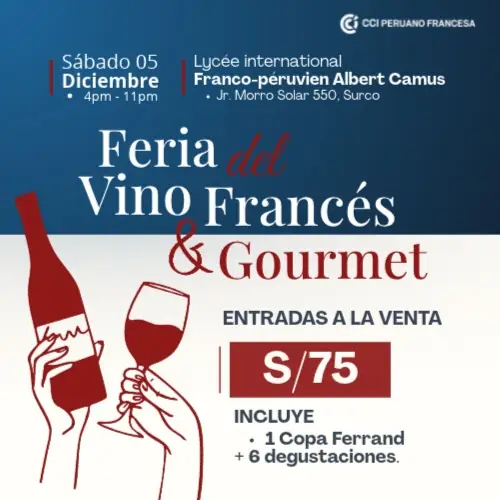 CCI PERUANO FRANCESA
Sábado 05
Diciembre
• 4pm - 11pm
Lycée international
Franco-péruvien Albert Camus
• Jr. Morro Solar 550, Surco
Feria del
Vino Francés
& Gourmet
ENTRADAS A LA VENTA
S/75
INCLUYE
• 1 Copa Ferrand
+ 6 degustaciones.